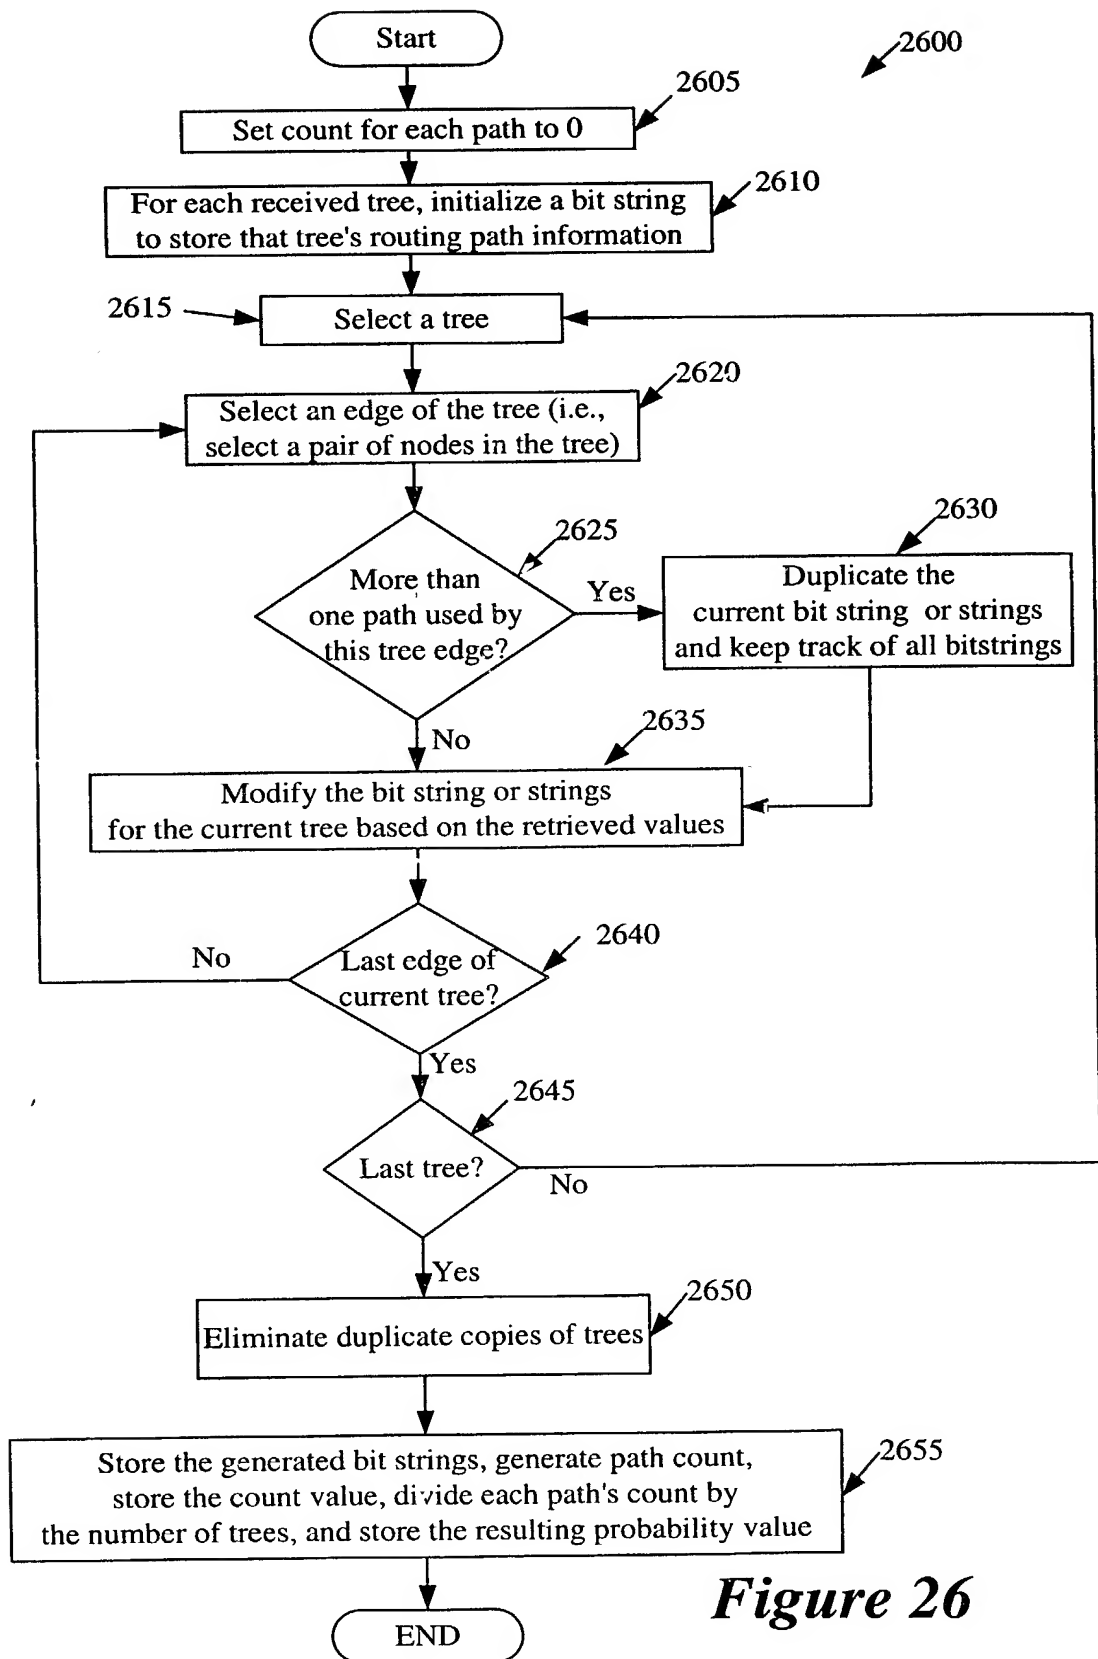 Start
2600
2605
Set count for each path to 0
2610
For each received tree, initialize a bit string
to store that tree's routing path information
2615
Select a tree
2620
Select an edge of the tree (i.e.,
select a pair of nodes in the tree)
2625
More than
one path used by
this tree edge?
Yes
2630
Duplicate the
current bit string or strings
and keep track of all bitstrings
No
2635
Modify the bit string or strings
for the current tree based on the retrieved values
2640
Last edge of
current tree?
No
Yes
2645
Last tree?
No
Yes
2650
Eliminate duplicate copies of trees
2655
Store the generated bit strings, generate path count,
store the count value, divide each path's count by
the number of trees, and store the resulting probability value
END
Figure 26